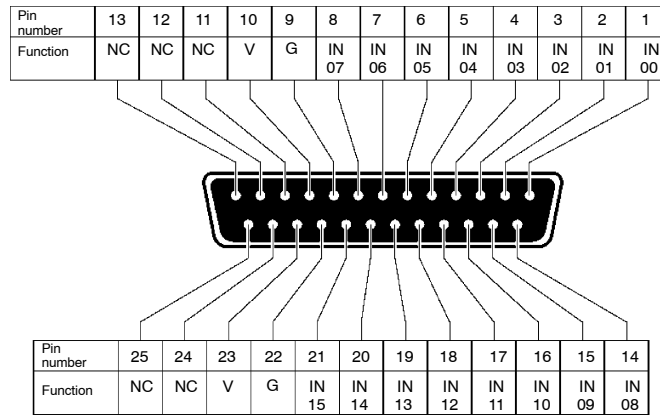 Pin number 13 12 11 10 9 8 7 6 5 4 3 2 1
Function NC NC NC V G IN 07 IN 06 IN 05 IN 04 IN 03 IN 02 IN 01 IN 00
Pin number 25 24 23 22 21 20 19 18 17 16 15 14
Function NC NC V G IN 15 IN 14 IN 13 IN 12 IN 11 IN 10 IN 09 IN 08